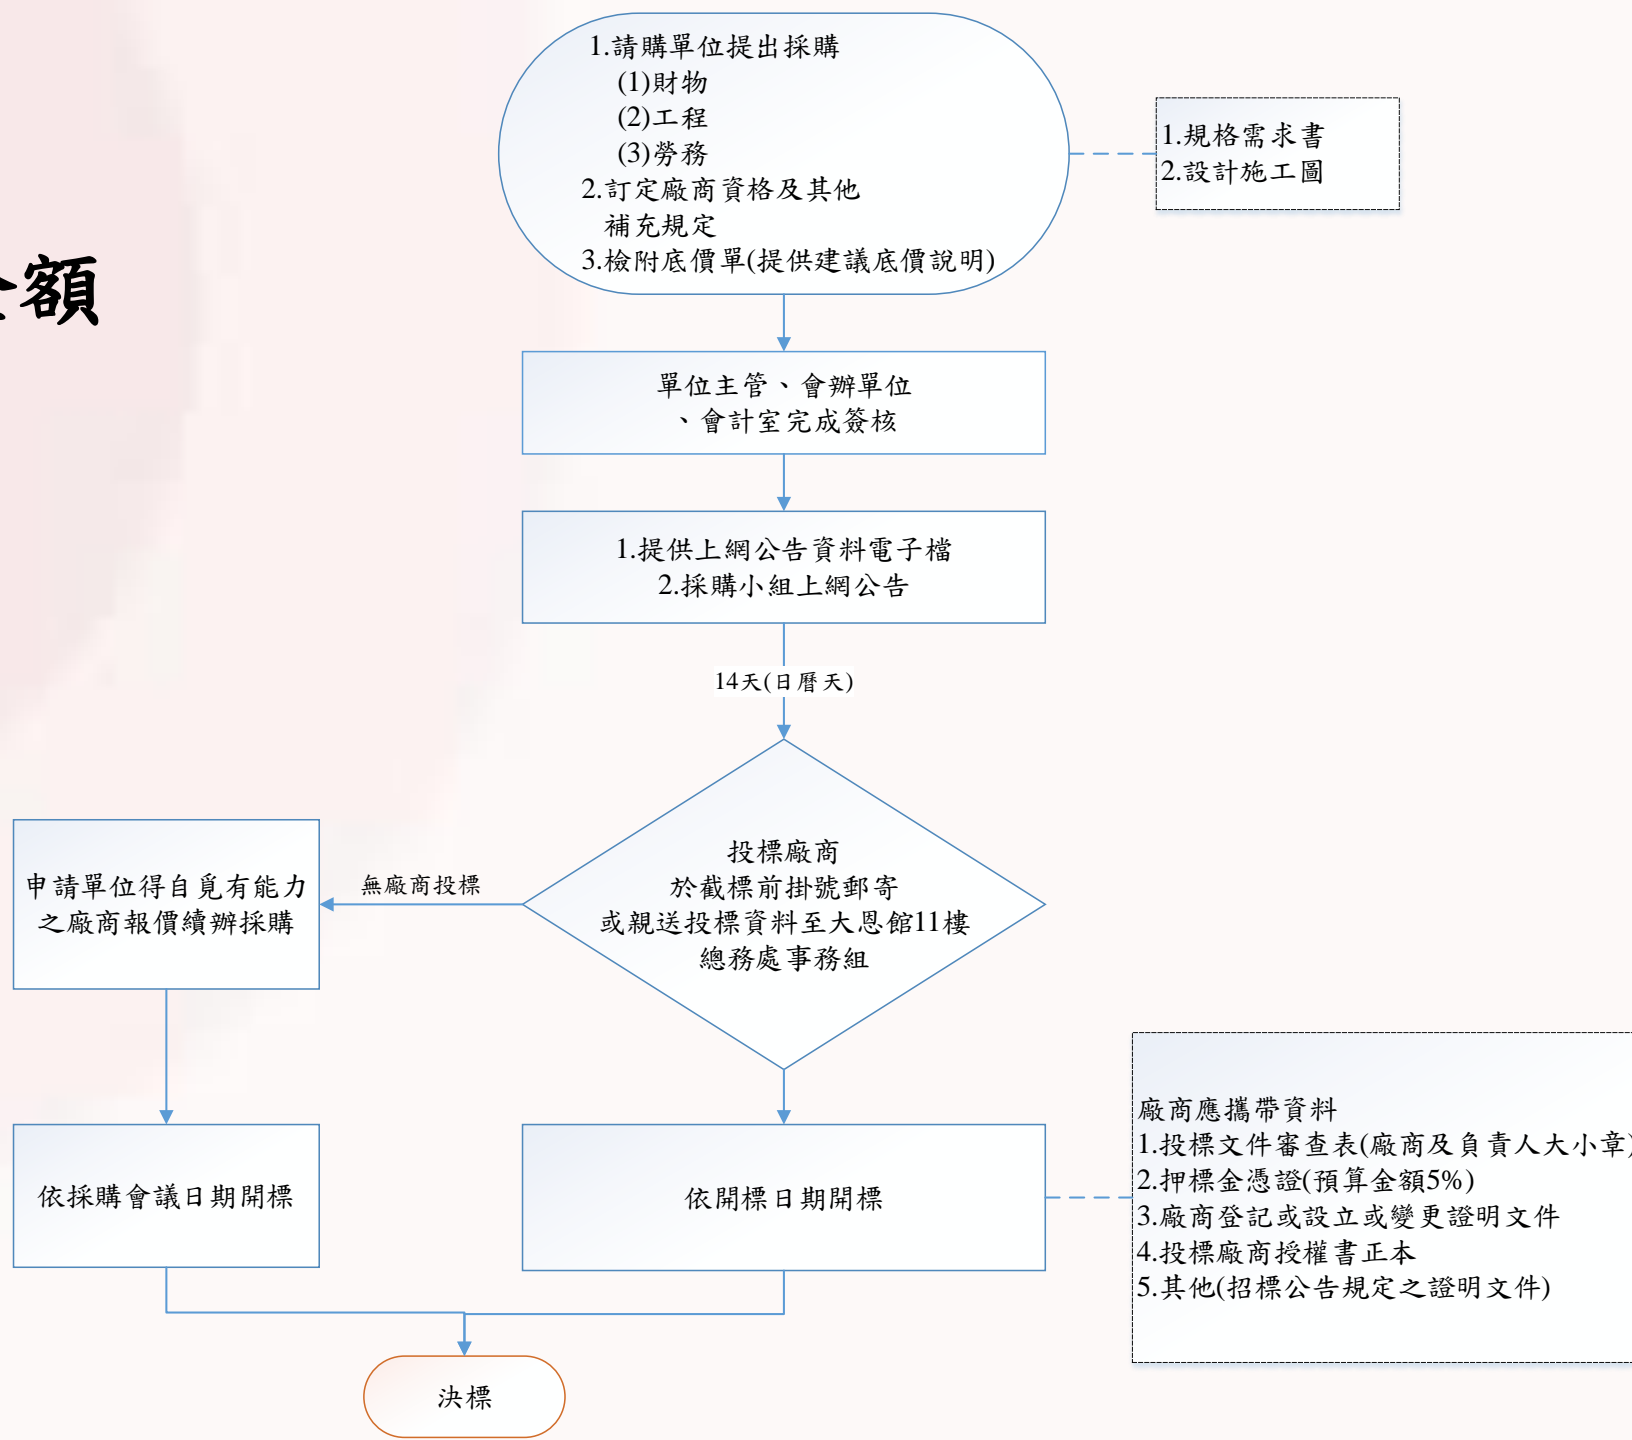 1.請購單位提出採購
(1)財物
(2)工程
(3)勞務
2.訂定廠商資格及其他
補充規定
3.檢附底價單(提供建議底價說明)
1.規格需求書
2.設計施工圖
額
單位主管、會辦單位
、會計室完成簽核
1.提供上網公告資料電子檔
2.採購小組上網公告
14天(日曆天)
投標廠商
於截標前掛號郵寄
或親送投標資料至大恩館11樓
總務處事務組
無廠商投標
申請單位得自覓有能力
之廠商報價續辦採購
依採購會議日期開標
依開標日期開標
廠商應攜帶資料
1.投標文件審查表(廠商及負責人大小章)
2.押標金憑證(預算金額5%)
3.廠商登記或設立或變更證明文件
4.投標廠商授權書正本
5.其他(招標公告規定之證明文件)
決標